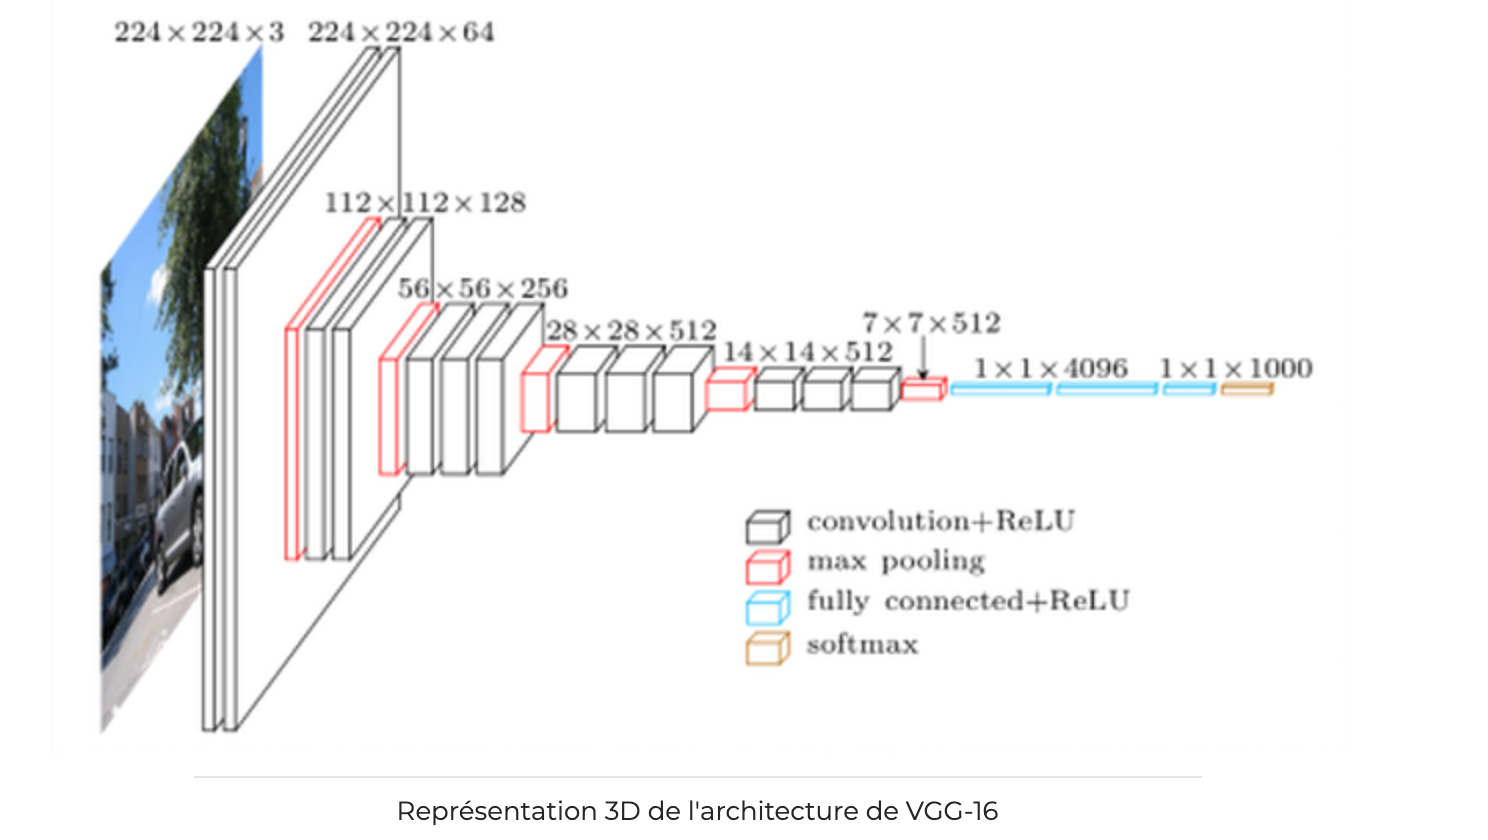 224×224×3
224×224×64
112×112×128
56×56×256
28×28×512
14×14×512
7×7×512
1×1×4096
1×1×1000
convolution+ReLU
max pooling
fully connected+ReLU
softmax
Représentation 3D de l'architecture de VGG-16